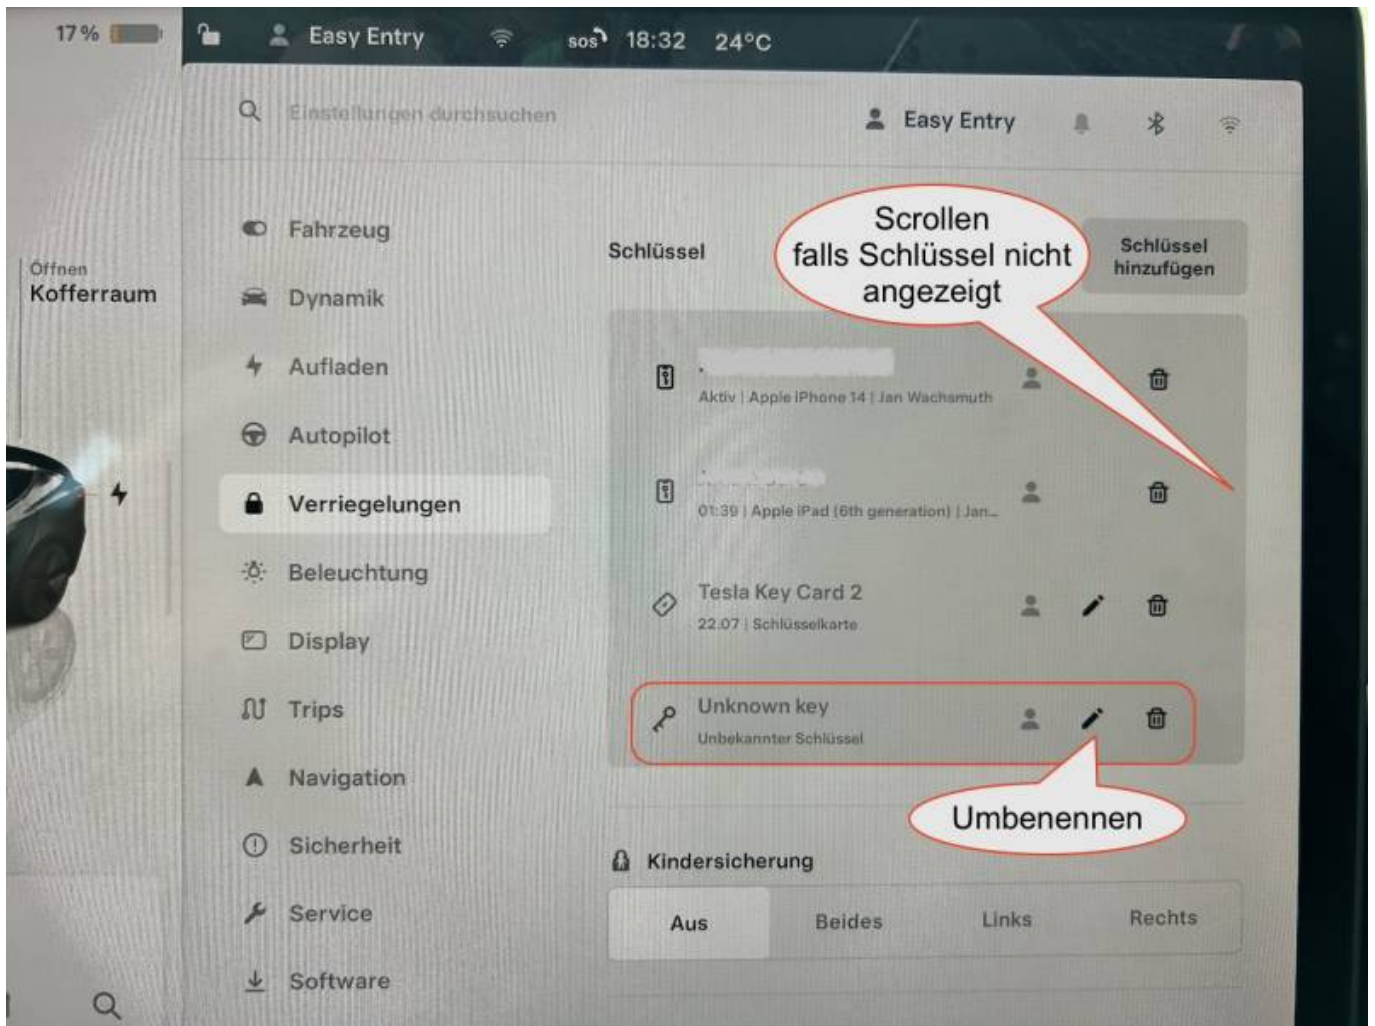 17 %
Easy Entry
sos
18:32
24°C
Einstellungen durchsuchen
Easy Entry
Öffnen
Kofferraum
Fahrzeug
Dynamik
Aufladen
Autopilot
Verriegelungen
Beleuchtung
Display
Trips
Navigation
Sicherheit
Service
Software
Schlüssel
Scrollen
falls Schlüssel nicht
angezeigt
Schlüssel
hinzufügen
Aktiv | Apple iPhone 14 | Jan Wachsmuth
01:39 | Apple iPad (6th generation) | Jan...
Tesla Key Card 2
22.07 | Schlüsselkarte
Unknown key
Unbekannter Schlüssel
Umbenennen
Kindersicherung
Aus
Beides
Links
Rechts